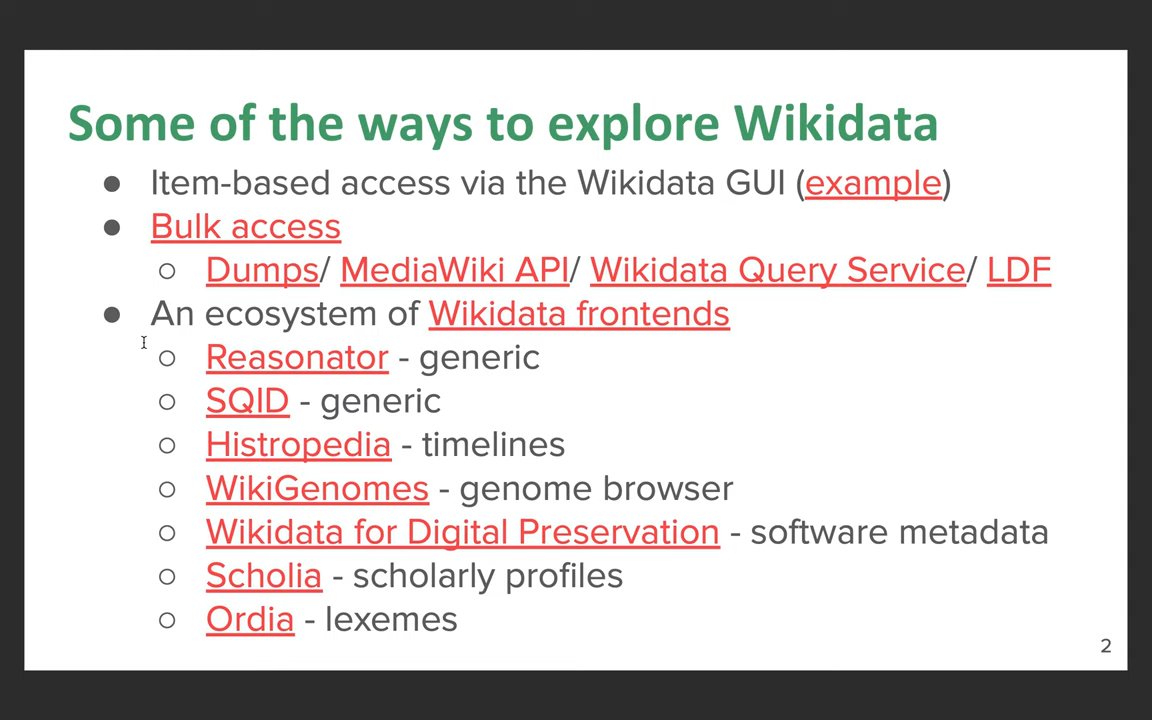 Some of the ways to explore Wikidata
● Item-based access via the Wikidata GUI (example)
● Bulk access
○ Dumps/ MediaWiki API/ Wikidata Query Service/ LDF
● An ecosystem of Wikidata frontends
○ Reasonator - generic
○ SQID - generic
○ Histropedia - timelines
○ WikiGenomes - genome browser
○ Wikidata for Digital Preservation - software metadata
○ Scholia - scholarly profiles
○ Ordia - lexemes
2